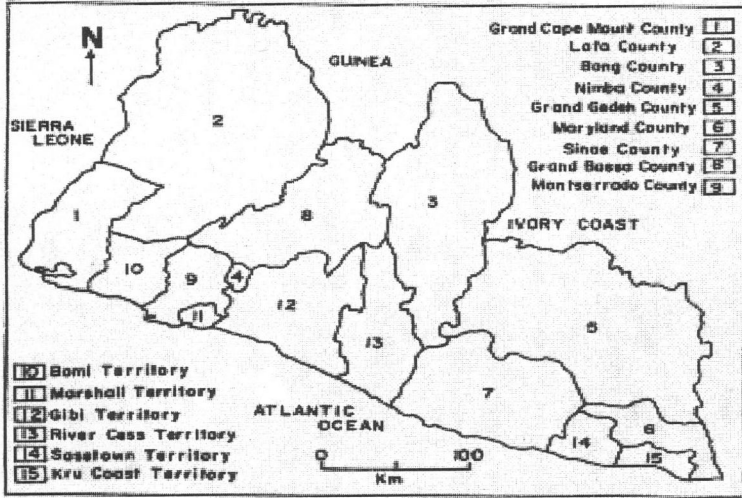 N
GUINEA
SIERRA
LEONE
IVORY COAST
ATLANTIC
OCEAN
Grand Cape Mount County 1
Lofa County 2
Bong County 3
Nimba County 4
Grand Gedeh County 5
Maryland County 6
Sinoe County 7
Grand Bassa County 8
Montserrado County 9
2
1
8
3
10
9
4
11
12
13
5
7
6
14
15
10 Bomi Territory
11 Marshall Territory
12 Gibi Territory
13 River Cess Territory
14 Sasstown Territory
15 Kru Coast Territory
0 100
Km